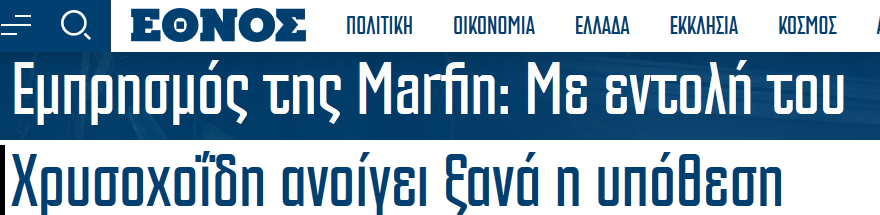 ΕΘΝΟΣ ΠΟΛΙΤΙΚΗ ΟΙΚΟΝΟΜΙΑ ΕΛΛΑΔΑ ΕΚΚΛΗΣΙΑ ΚΟΣΜΟΣ
Εμπρησμός της Marfin: Με εντολή του
Χρυσοχοΐδη ανοίγει ξανά η υπόθεση